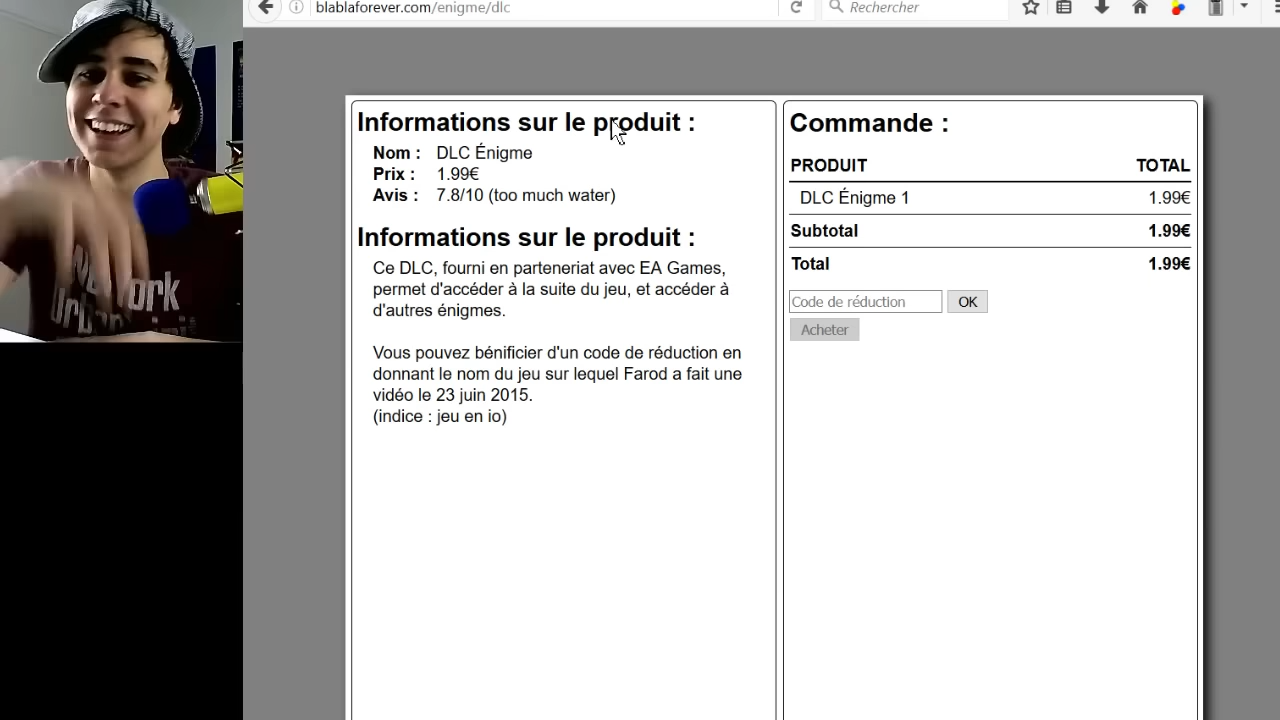 blablaforever.com/enigme/dlc
Rechercher
Informations sur le produit :
Nom : DLC Énigme
Prix : 1.99€
Avis : 7.8/10 (too much water)
Informations sur le produit :
Ce DLC, fourni en parteneriat avec EA Games,
permet d'accéder à la suite du jeu, et accéder à
d'autres énigmes.
Vous pouvez bénificier d'un code de réduction en
donnant le nom du jeu sur lequel Farod a fait une
vidéo le 23 juin 2015.
(indice : jeu en io)
Commande :
PRODUIT TOTAL
DLC Énigme 1 1.99€
Subtotal 1.99€
Total 1.99€
Code de réduction OK
Acheter